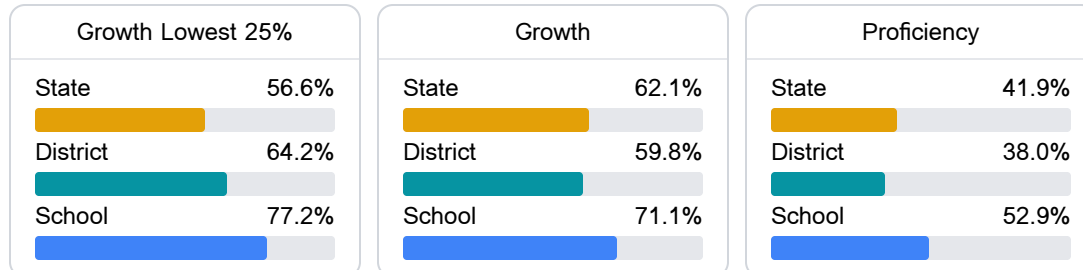 Growth Lowest 25%
State 56.6%
District 64.2%
School 77.2%
Growth
State 62.1%
District 59.8%
School 71.1%
Proficiency
State 41.9%
District 38.0%
School 52.9%